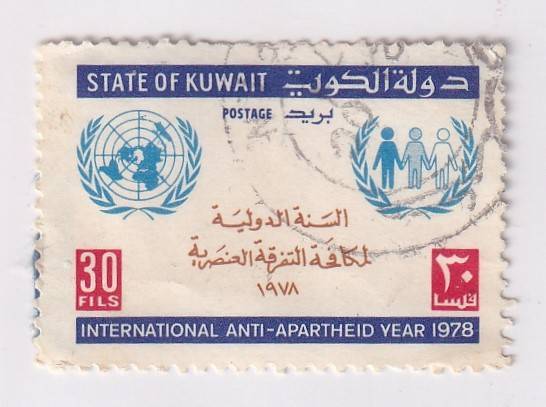 STATE OF KUWAIT دولة الكويت
POSTAGE بريد
السنة الدولية
لمكافحة التفرقة العنصرية
١٩٧٨
30 ٣٠
FILS فلسا
INTERNATIONAL ANTI-APARTHEID YEAR 1978